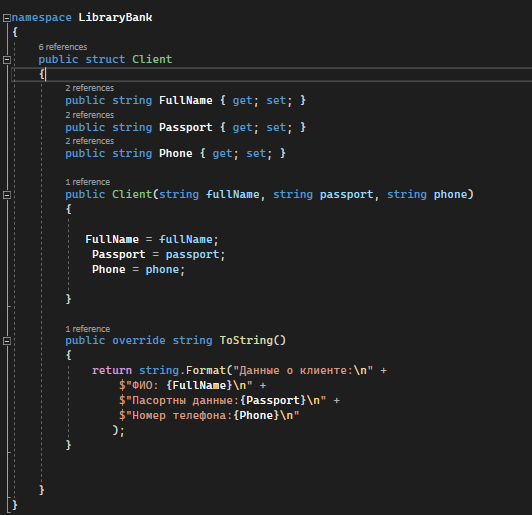 namespace LibraryBank
{
6 references
public struct Client
{
2 references
public string FullName { get; set; }
2 references
public string Passport { get; set; }
2 references
public string Phone { get; set; }
1 reference
public Client(string fullName, string passport, string phone)
{
FullName = fullName;
Passport = passport;
Phone = phone;
}
1 reference
public override string ToString()
{
return string.Format("Данные о клиенте:\n" +
$"ФИО: {FullName}\n" +
$"Пасортны данные:{Passport}\n" +
$"Номер телефона:{Phone}\n"
);
}
}
}